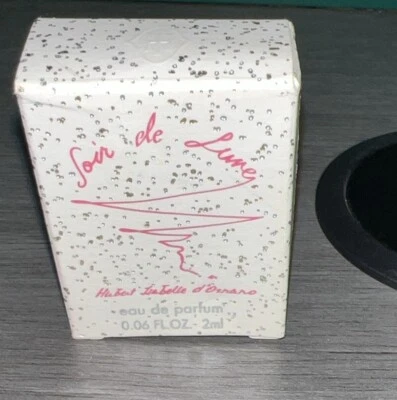 Soir de Lune
Hubert Isabelle d'Ornano
eau de parfum
0.06 FL.OZ.- 2ml